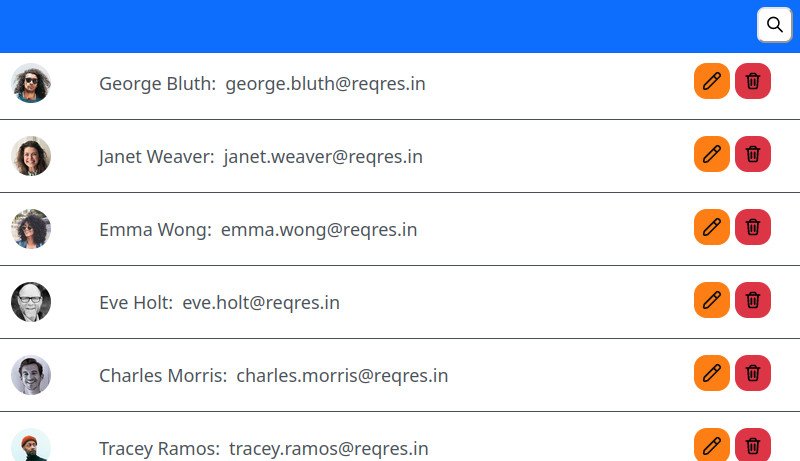 George Bluth: george.bluth@reqres.in
Janet Weaver: janet.weaver@reqres.in
Emma Wong: emma.wong@reqres.in
Eve Holt: eve.holt@reqres.in
Charles Morris: charles.morris@reqres.in
Tracey Ramos: tracey.ramos@reqres.in